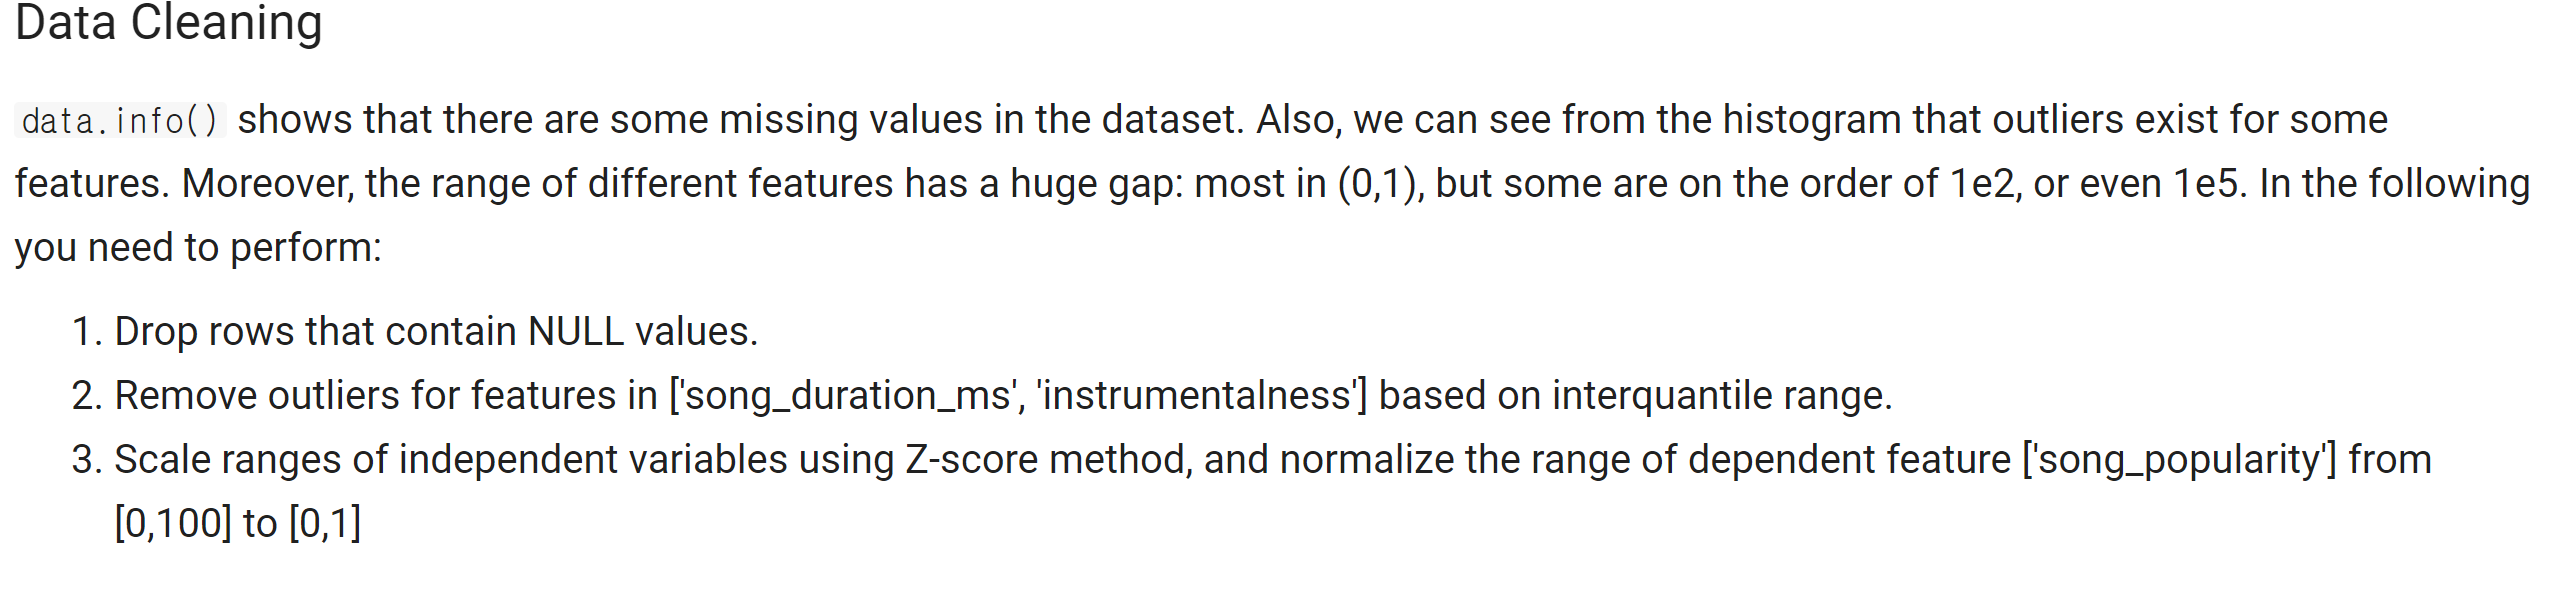 Data Cleaning
data.info() shows that there are some missing values in the dataset. Also, we can see from the histogram that outliers exist for some
features. Moreover, the range of different features has a huge gap: most in (0,1), but some are on the order of 1e2, or even 1e5. In the following
you need to perform:
1. Drop rows that contain NULL values.
2. Remove outliers for features in ['song_duration_ms', 'instrumentalness'] based on interquantile range.
3. Scale ranges of independent variables using Z-score method, and normalize the range of dependent feature ['song_popularity'] from
[0,100] to [0,1]